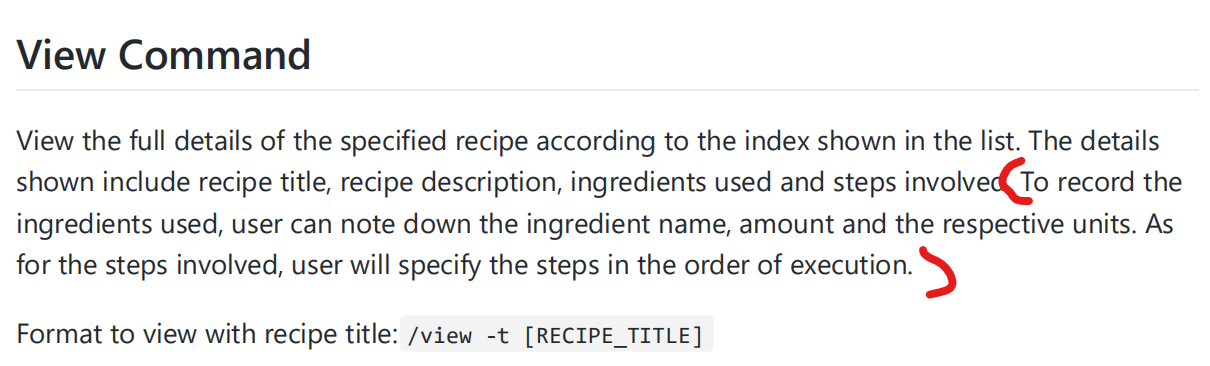 View Command
View the full details of the specified recipe according to the index shown in the list. The details
shown include recipe title, recipe description, ingredients used and steps involved. To record the
ingredients used, user can note down the ingredient name, amount and the respective units. As
for the steps involved, user will specify the steps in the order of execution.
Format to view with recipe title: /view -t [RECIPE_TITLE]